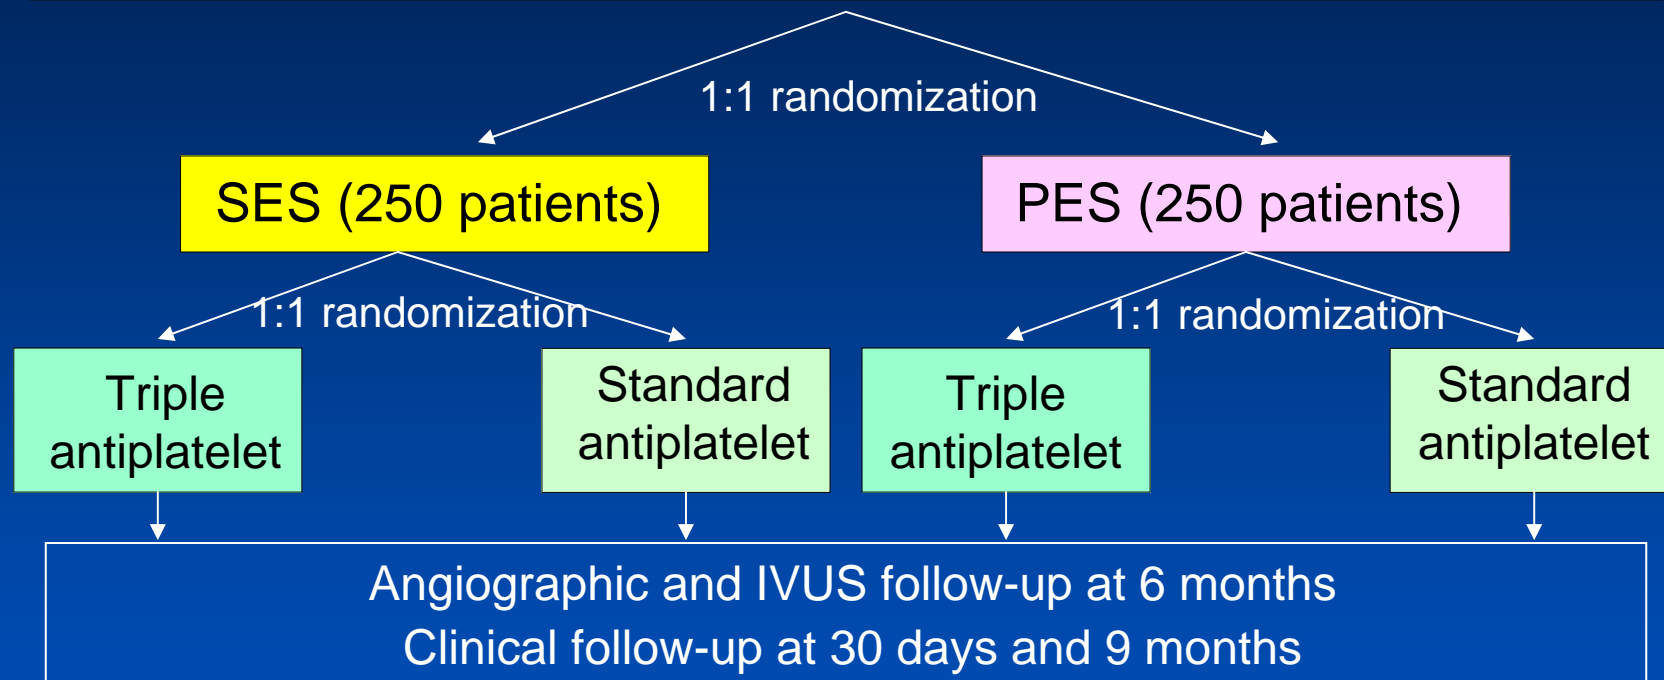 1:1 randomization
SES (250 patients)
PES (250 patients)
1:1 randomization
1:1 randomization
Triple
antiplatelet
Standard
antiplatelet
Triple
antiplatelet
Standard
antiplatelet
Angiographic and IVUS follow-up at 6 months
Clinical follow-up at 30 days and 9 months